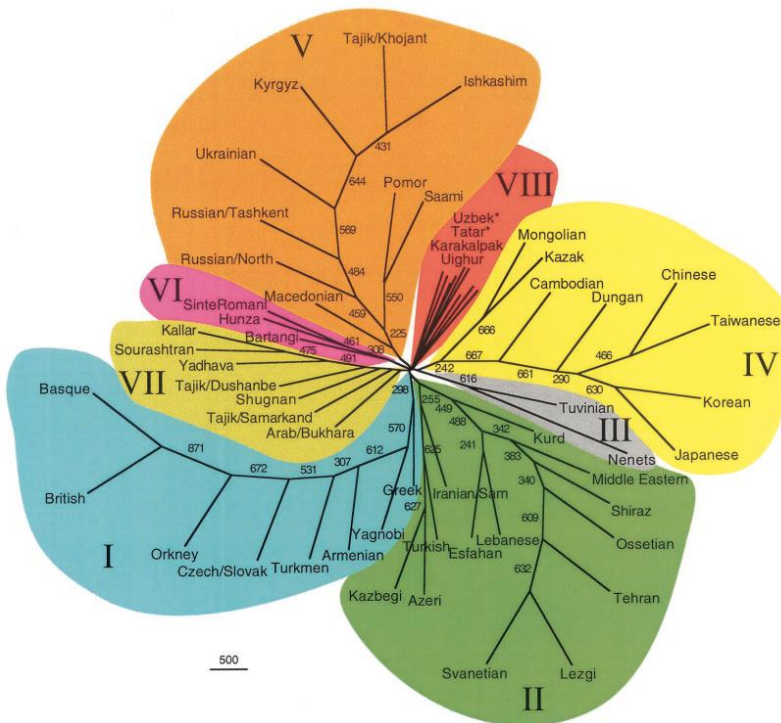 V
Tajik/Khojant
Kyrgyz
Ishkashim
431
Ukrainian
644
Pomor
Saami
VIII
Uzbek*
Tatar*
Karakalpak
Uighur
Russian/Tashkent
569
Russian/North
484
Macedonian
459
550
225
VI
SinteRomani
Hunza
461
308
Kallar
Bartangi
475
491
Sourashtran
Yadhava
VII
Tajik/Dushanbe
Shugnan
Tajik/Samarkand
Arab/Bukhara
Mongolian
Kazak
Cambodian
Dungan
Chinese
Taiwanese
666
667
242
661
290
466
630
IV
Korean
Japanese
616
Tuvinian
III
Nenets
Basque
298
570
871
672
531
307
612
British
I
Orkney
Czech/Slovak
Turkmen
Armenian
Yagnobi
Greek
255
449
488
625
627
241
342
383
340
609
632
Kurd
Middle Eastern
Shiraz
Ossetian
Iranian/Sam
Lebanese
Esfahan
Turkish
Kazbegi
Azeri
Tehran
Svanetian
Lezgi
II
500